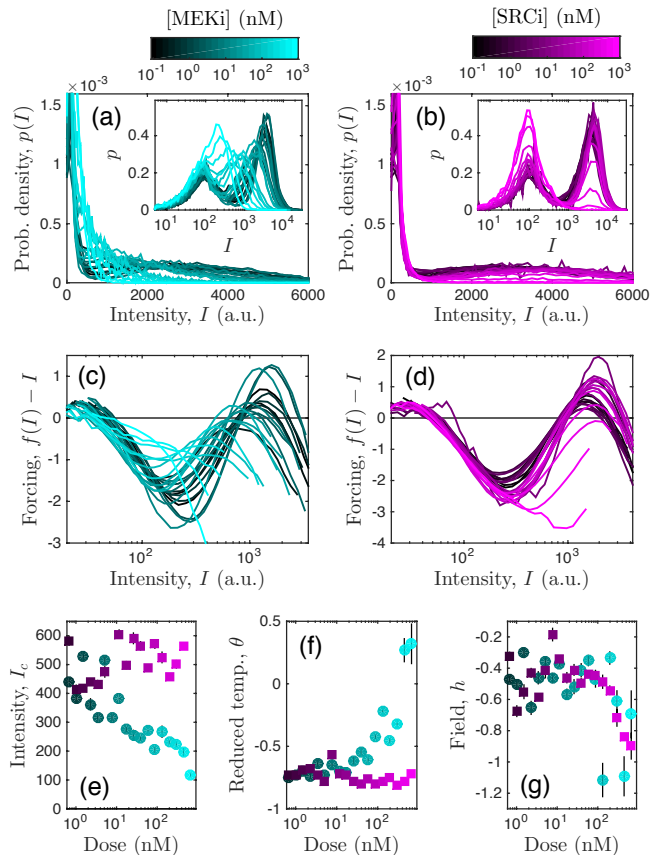 [MEKi] (nM)
[SRCi] (nM)
10⁻¹ 10⁰ 10¹ 10² 10³
10⁻¹ 10⁰ 10¹ 10² 10³
× 10⁻³
× 10⁻³
(a)
(b)
Prob. density, p(I)
1.5
1
0.5
0
p
0.4
0.2
0
10¹ 10² 10³ 10⁴
I
0 2000 4000 6000
Intensity, I (a.u.)
Prob. density, p(I)
1.5
1
0.5
0
p
0.4
0.2
0
10¹ 10² 10³ 10⁴
I
0 2000 4000 6000
Intensity, I (a.u.)
(c)
Forcing, f(I) − I
1
0
-1
-2
-3
10² 10³
Intensity, I (a.u.)
(d)
Forcing, f(I) − I
2
1
0
-1
-2
-3
-4
10² 10³
Intensity, I (a.u.)
(e)
Intensity, I_c
600
500
400
300
200
100
0
10⁰ 10¹ 10²
Dose (nM)
(f)
Reduced temp., θ
0.5
0
-0.5
-1
10⁰ 10¹ 10²
Dose (nM)
(g)
Field, h
-0.2
-0.4
-0.6
-0.8
-1
-1.2
10⁰ 10¹ 10²
Dose (nM)